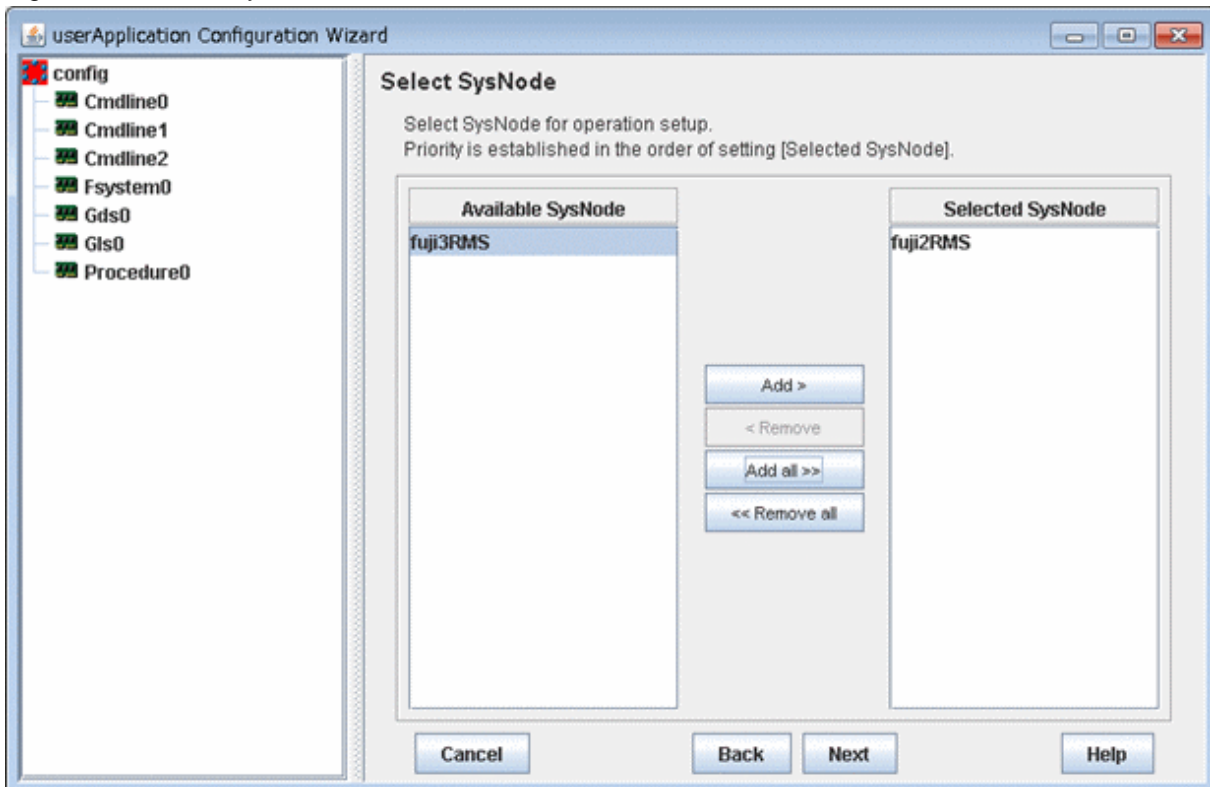 userApplication Configuration Wizard
config
Cmdline0
Cmdline1
Cmdline2
Fsystem0
Gds0
Gls0
Procedure0
Select SysNode
Select SysNode for operation setup.
Priority is established in the order of setting [Selected SysNode].
Available SysNode
fuji3RMS
Add >
< Remove
Add all >>
<< Remove all
Selected SysNode
fuji2RMS
Cancel
Back
Next
Help